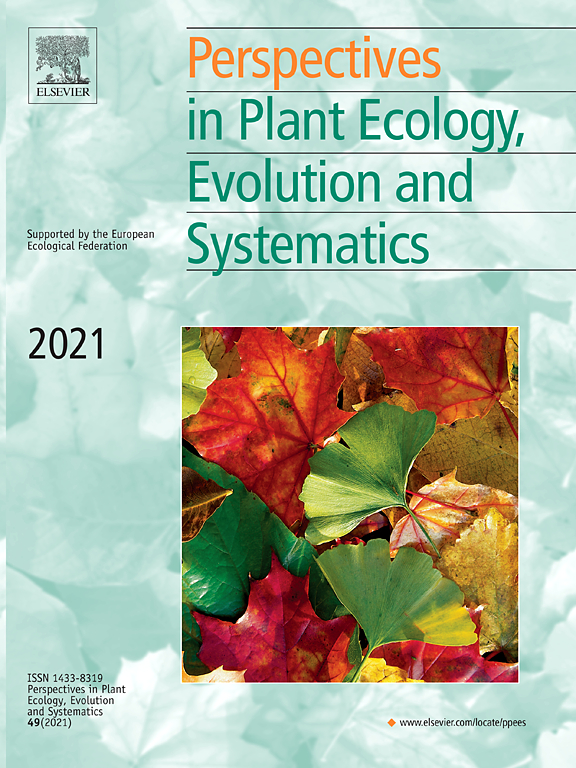 ELSEVIER
Perspectives
in Plant Ecology,
Evolution and
Systematics
Supported by the European
Ecological Federation
2021
ISSN 1433-8319
Perspectives in Plant
Ecology, Evolution
and Systematics
49(2021)
www.elsevier.com/locate/ppees